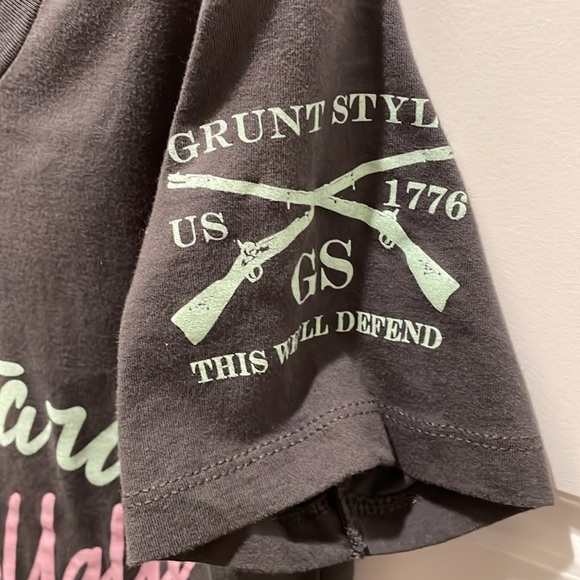 GRUNT STYL
US 1776
GS
THIS WE'LL DEFEND